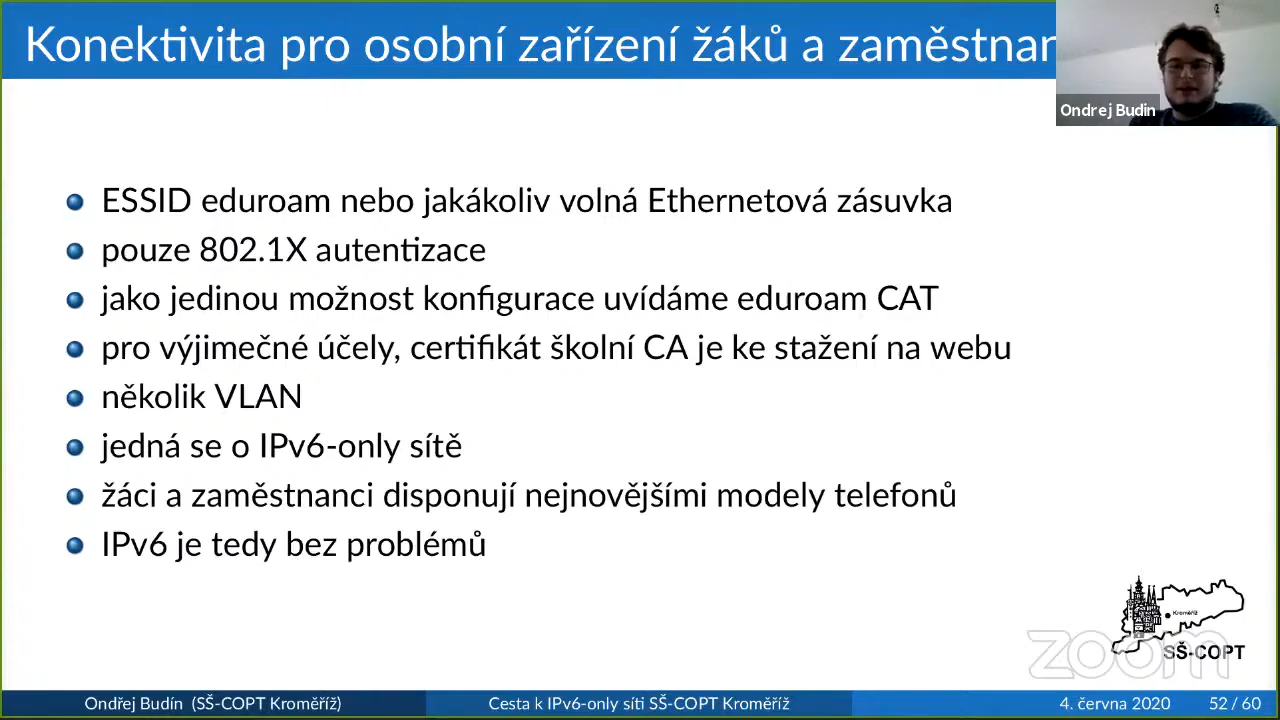 Konektivita pro osobní zařízení žáků a zaměstnan
Ondrej Budin
ESSID eduroam nebo jakákoliv volná Ethernetová zásuvka
pouze 802.1X autentizace
jako jedinou možnost konfigurace uvídáme eduroam CAT
pro výjimečné účely, certifikát školní CA je ke stažení na webu
několik VLAN
jedná se o IPv6-only sítě
žáci a zaměstnanci disponují nejnovějšími modely telefonů
IPv6 je tedy bez problémů
Kroměříž
SŠ-COPT
zoom
Ondřej Budín (SŠ-COPT Kroměříž)
Cesta k IPv6-only síti SŠ-COPT Kroměříž
4. června 2020
52 / 60